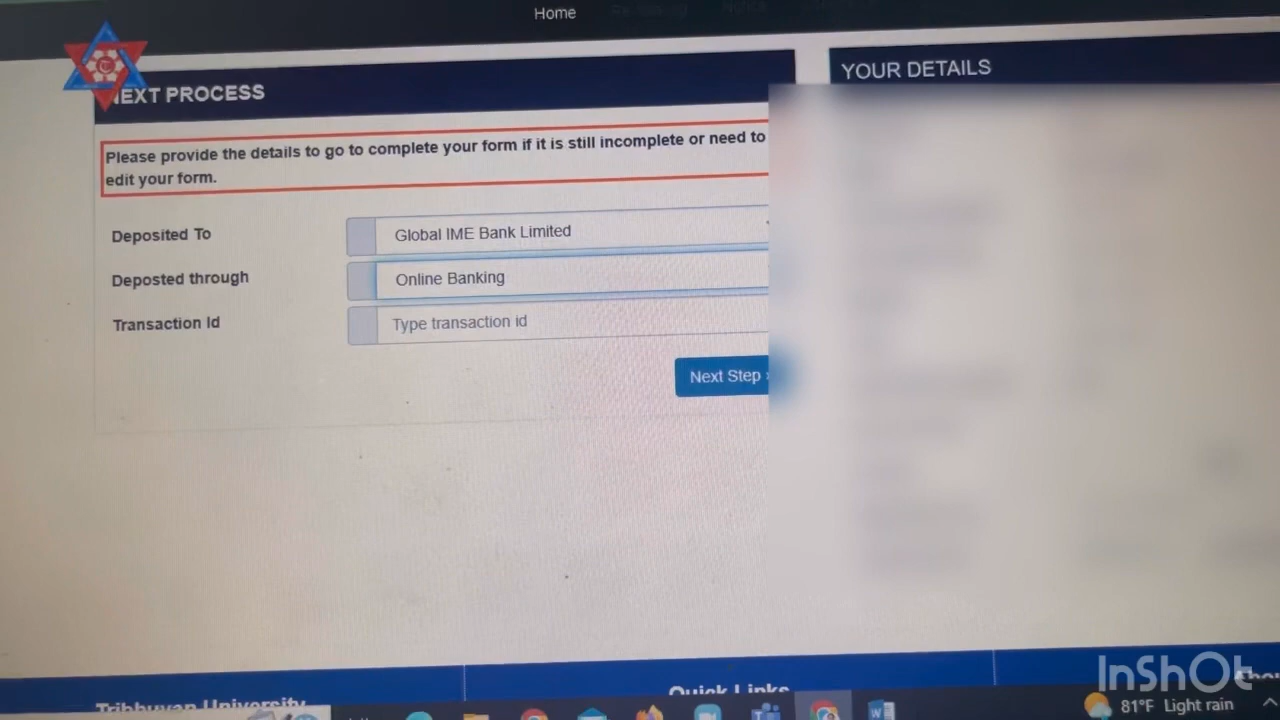 Home
NEXT PROCESS
YOUR DETAILS
Please provide the details to go to complete your form if it is still incomplete or need to
edit your form.
Deposited To
Global IME Bank Limited
Deposted through
Online Banking
Transaction Id
Type transaction id
Next Step
Tribhuvan University
Quick Links
InShOt
81°F Light rain